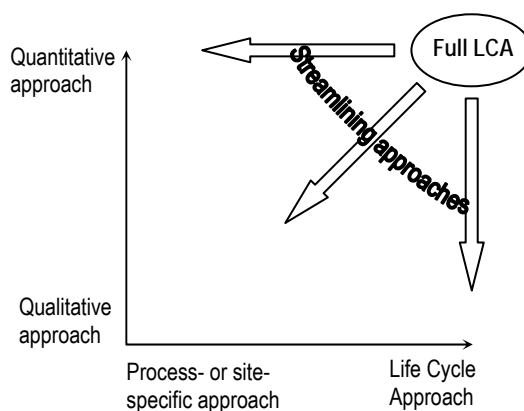 Full LCA
Quantitative
approach
Streamlining approaches
Qualitative
approach
Process- or site-
specific approach
Life Cycle
Approach